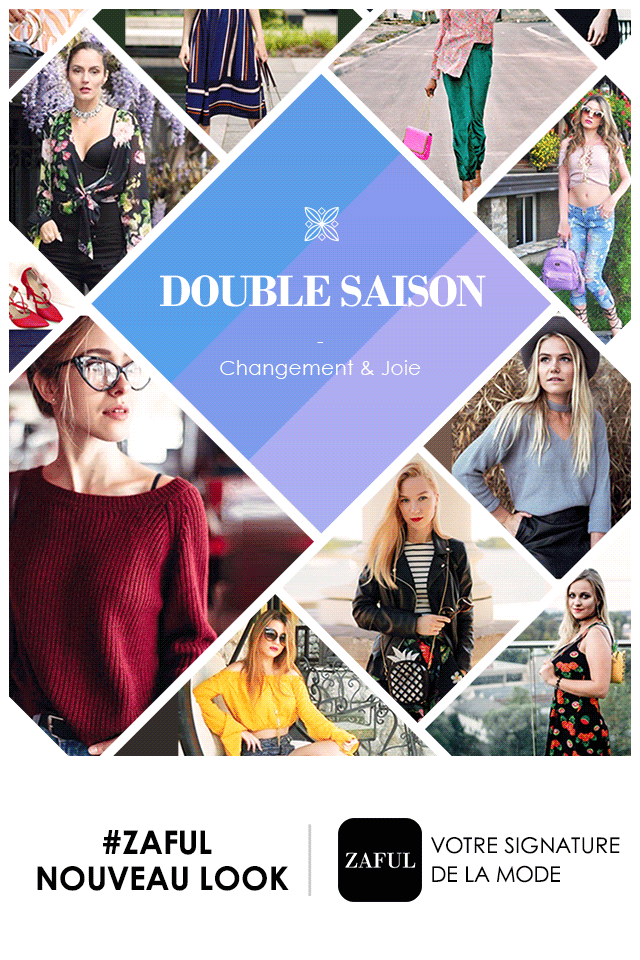 DOUBLE SAISON
-
Changement & Joie
#ZAFUL
NOUVEAU LOOK
ZAFUL
VOTRE SIGNATURE
DE LA MODE